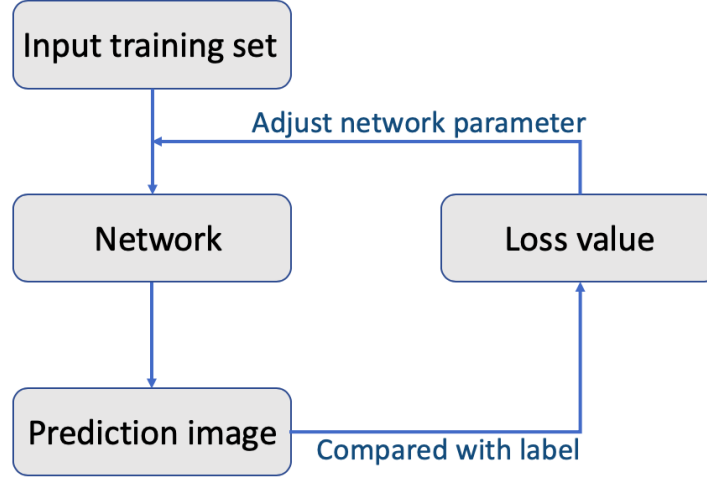 Input training set
Adjust network parameter
Network
Loss value
Prediction image
Compared with label